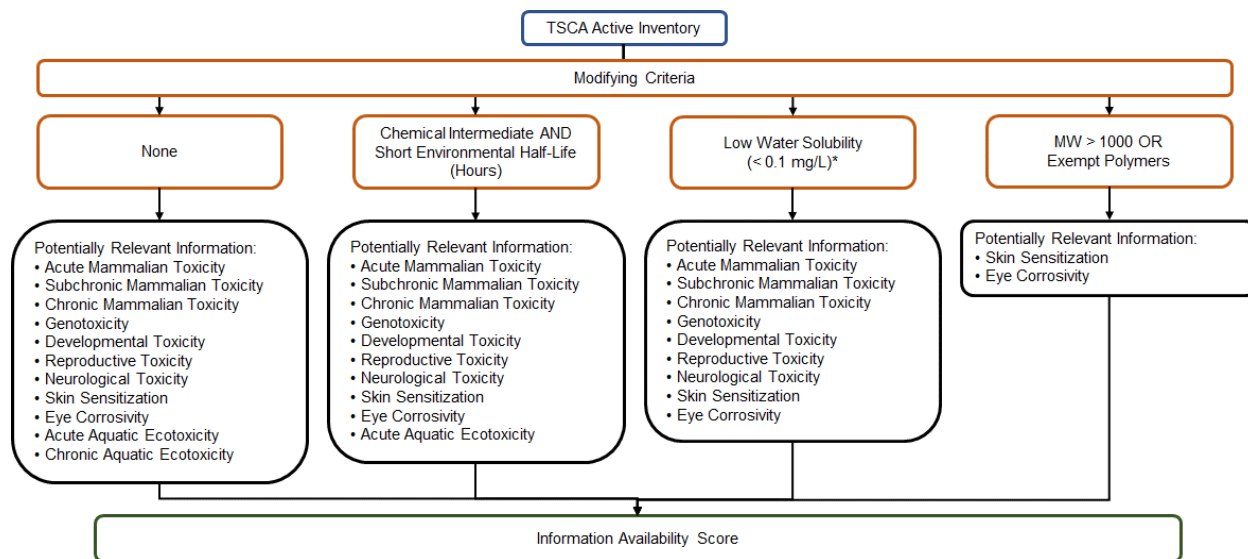 TSCA Active Inventory
Modifying Criteria
None
Chemical Intermediate AND
Short Environmental Half-Life
(Hours)
Low Water Solubility
(< 0.1 mg/L)*
MW > 1000 OR
Exempt Polymers
Potentially Relevant Information:
• Acute Mammalian Toxicity
• Subchronic Mammalian Toxicity
• Chronic Mammalian Toxicity
• Genotoxicity
• Developmental Toxicity
• Reproductive Toxicity
• Neurological Toxicity
• Skin Sensitization
• Eye Corrosivity
• Acute Aquatic Ecotoxicity
• Chronic Aquatic Ecotoxicity
Potentially Relevant Information:
• Acute Mammalian Toxicity
• Subchronic Mammalian Toxicity
• Chronic Mammalian Toxicity
• Genotoxicity
• Developmental Toxicity
• Reproductive Toxicity
• Neurological Toxicity
• Skin Sensitization
• Eye Corrosivity
• Acute Aquatic Ecotoxicity
Potentially Relevant Information:
• Acute Mammalian Toxicity
• Subchronic Mammalian Toxicity
• Chronic Mammalian Toxicity
• Genotoxicity
• Developmental Toxicity
• Reproductive Toxicity
• Neurological Toxicity
• Skin Sensitization
• Eye Corrosivity
Potentially Relevant Information:
• Skin Sensitization
• Eye Corrosivity
Information Availability Score